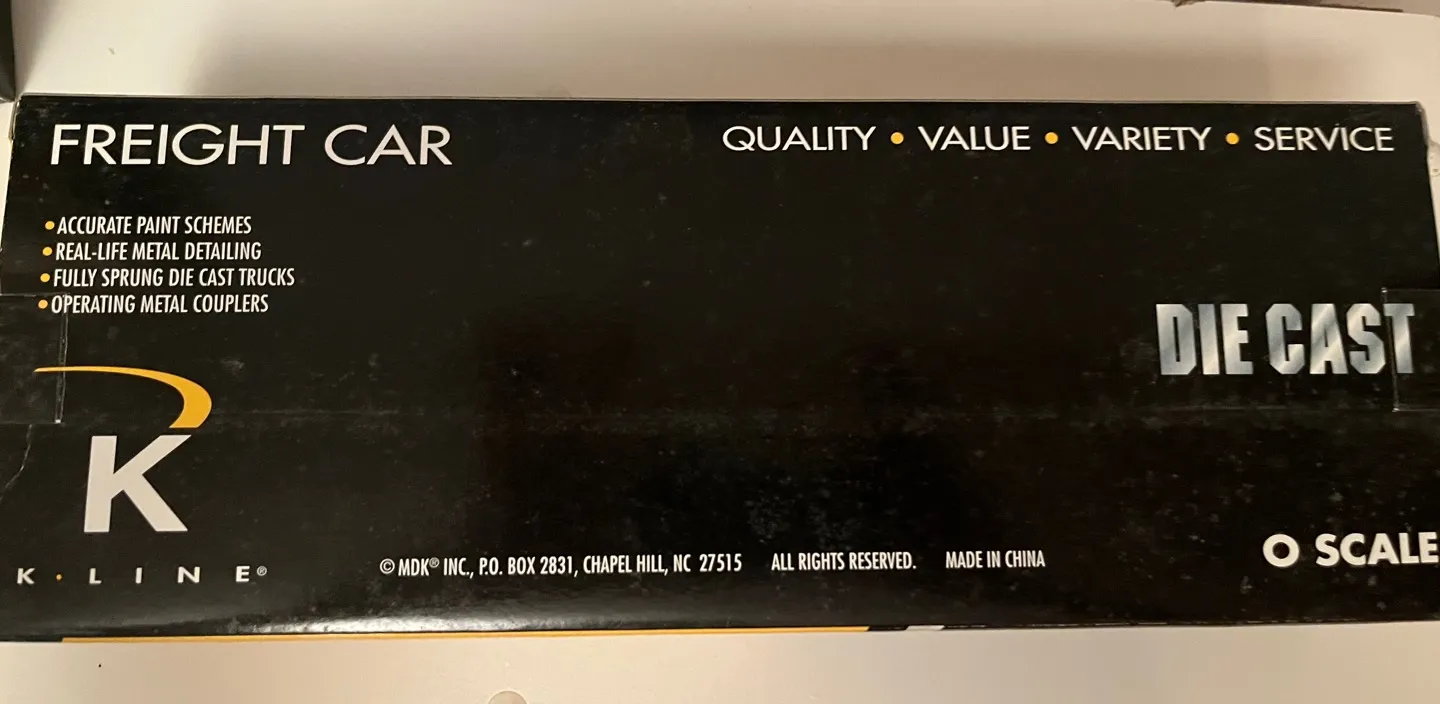 FREIGHT CAR
QUALITY • VALUE • VARIETY • SERVICE
• ACCURATE PAINT SCHEMES
• REAL-LIFE METAL DETAILING
• FULLY SPRUNG DIE CAST TRUCKS
• OPERATING METAL COUPLERS
DIE CAST
K
K • LINE®
© MDK® INC., P.O. BOX 2831, CHAPEL HILL, NC 27515 ALL RIGHTS RESERVED. MADE IN CHINA
O SCALE